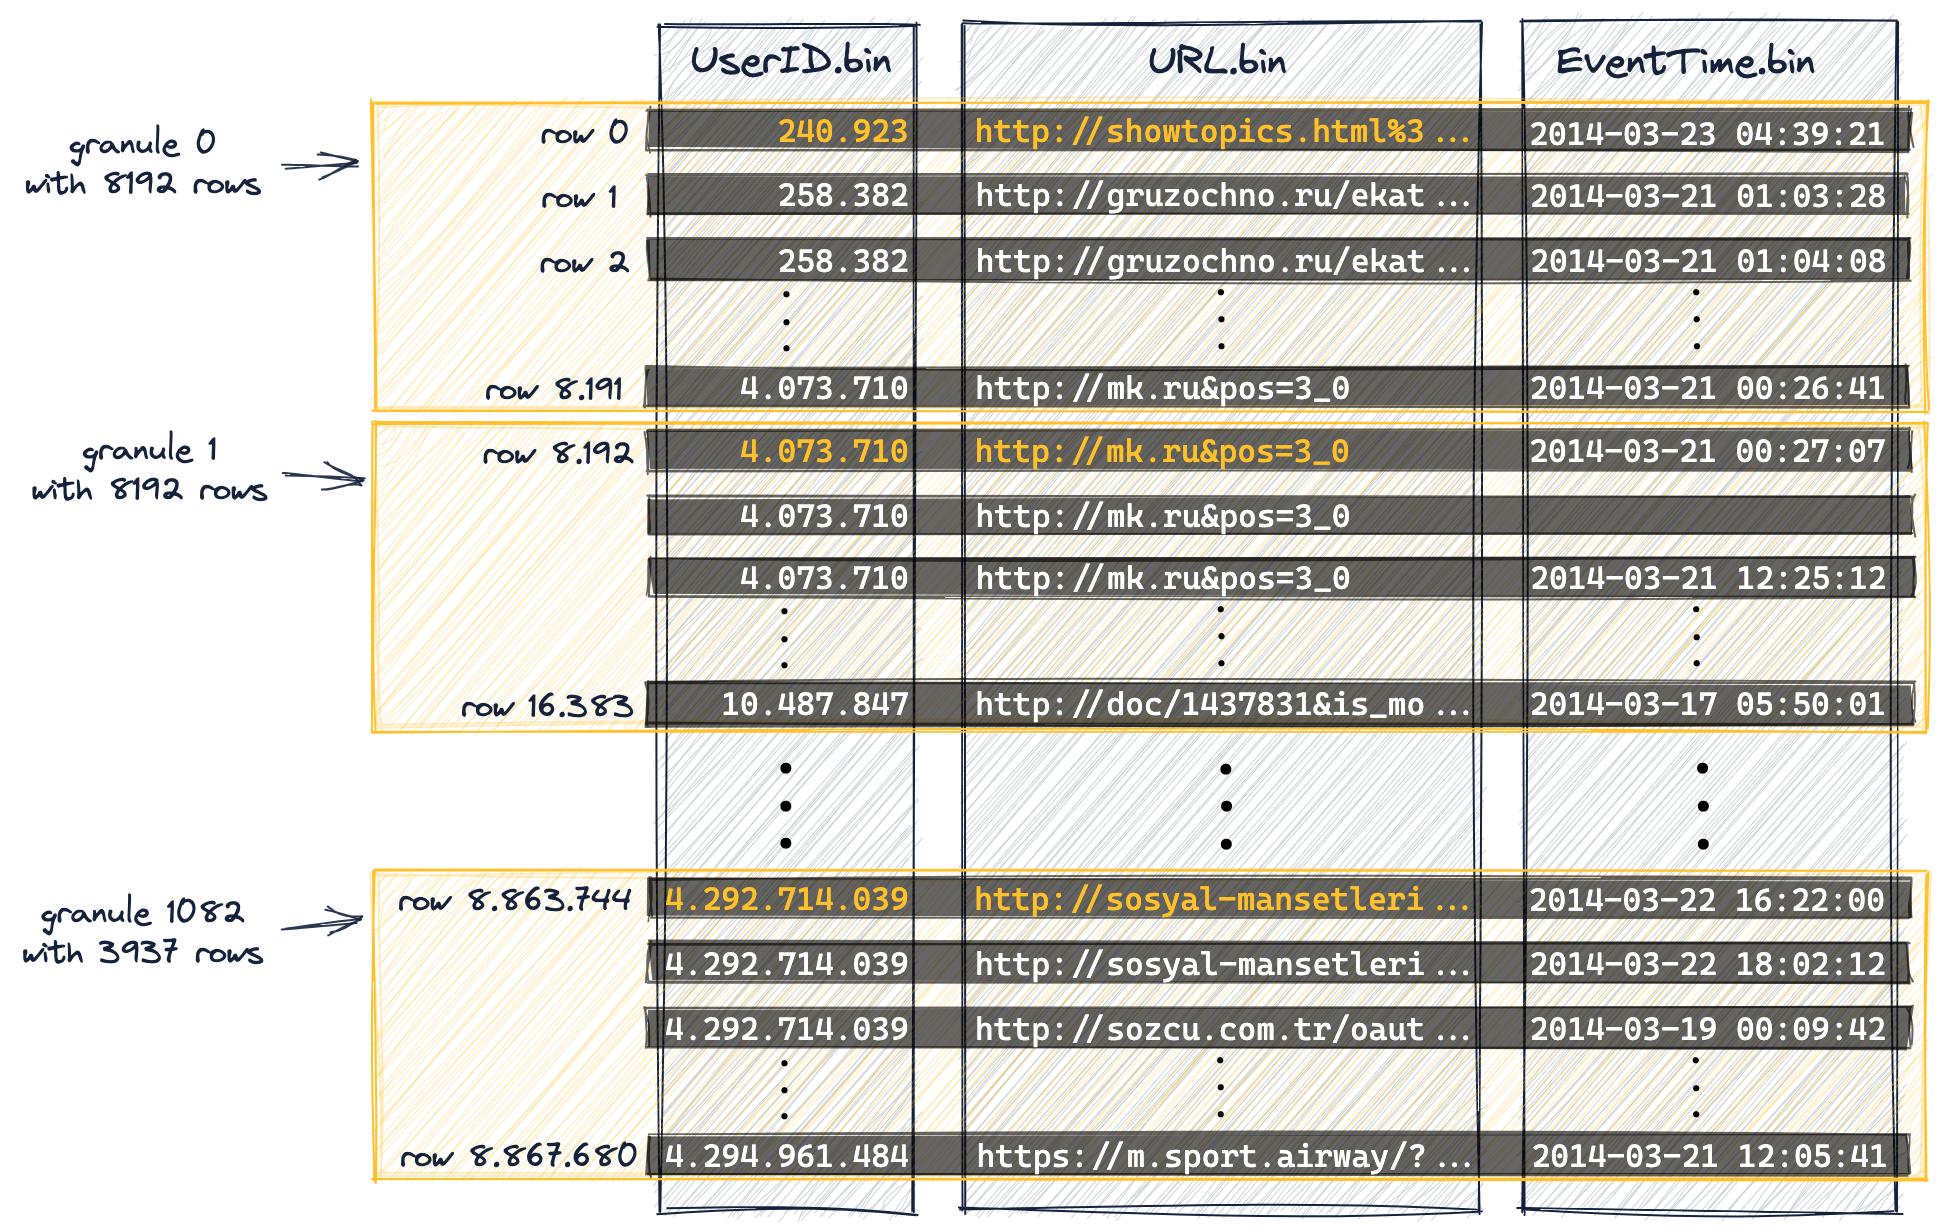 UserID.bin URL.bin EventTime.bin
granule 0
with 8192 rows
row 0 240.923 http://showtopics.html%3 ... 2014-03-23 04:39:21
row 1 258.382 http://gruzochno.ru/ekat ... 2014-03-21 01:03:28
row 2 258.382 http://gruzochno.ru/ekat ... 2014-03-21 01:04:08
row 8.191 4.073.710 http://mk.ru&pos=3_0 2014-03-21 00:26:41
granule 1
with 8192 rows
row 8.192 4.073.710 http://mk.ru&pos=3_0 2014-03-21 00:27:07
4.073.710 http://mk.ru&pos=3_0
4.073.710 http://mk.ru&pos=3_0 2014-03-21 12:25:12
row 16.383 10.487.847 http://doc/1437831&is_mo ... 2014-03-17 05:50:01
granule 1082
with 3937 rows
row 8.863.744 4.292.714.039 http://sosyal-mansetleri ... 2014-03-22 16:22:00
4.292.714.039 http://sosyal-mansetleri ... 2014-03-22 18:02:12
4.292.714.039 http://sozcu.com.tr/oaut ... 2014-03-19 00:09:42
row 8.867.680 4.294.961.484 https://m.sport.airway/? ... 2014-03-21 12:05:41